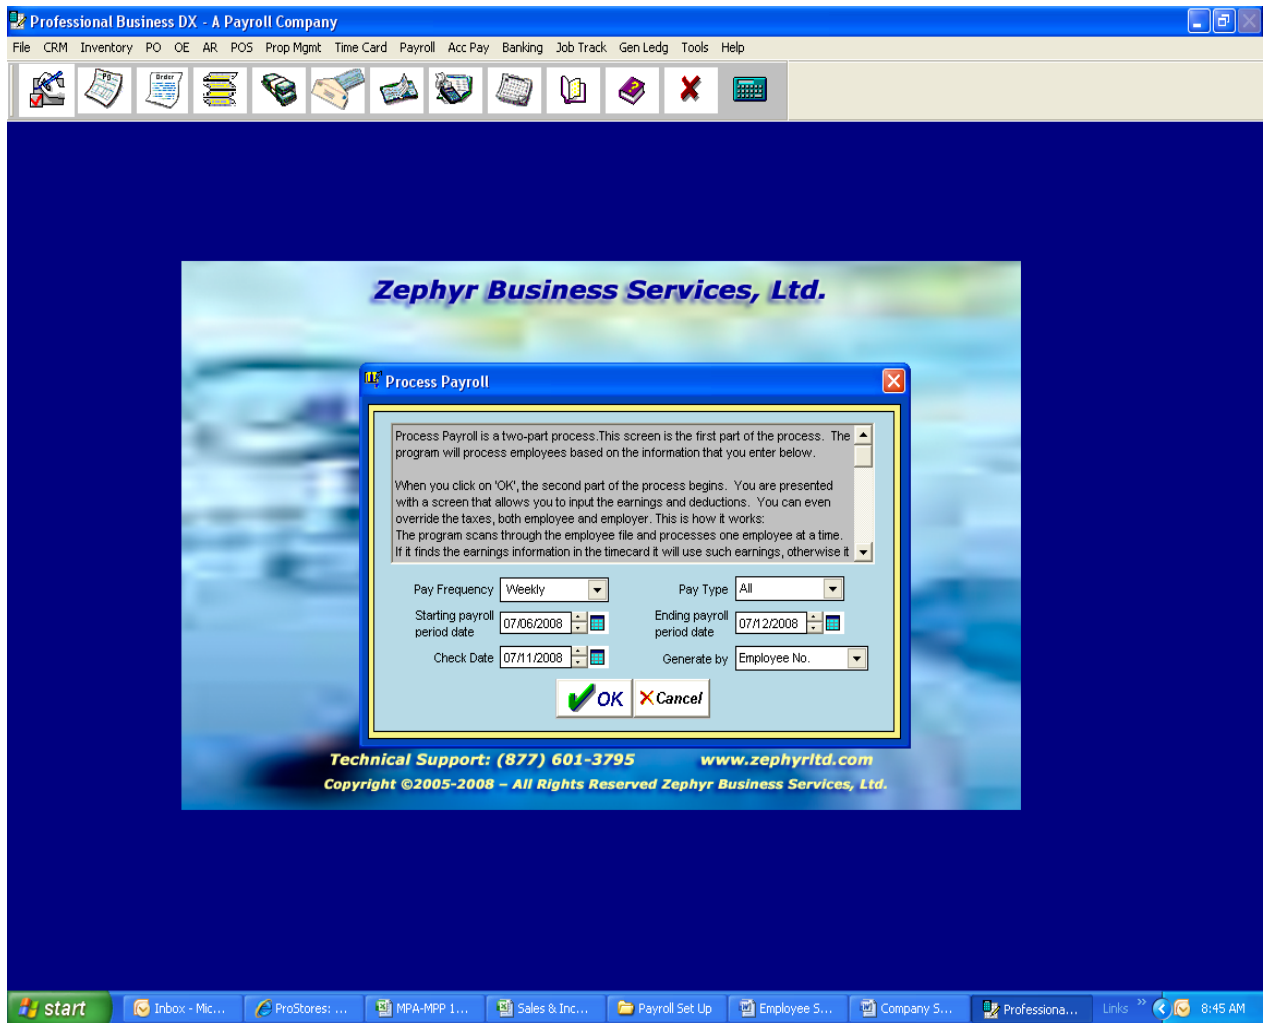 Professional Business DX - A Payroll Company
File CRM Inventory PO OE AR POS Prop Mgmt Time Card Payroll Acc Pay Banking Job Track Gen Ledg Tools Help
PO
Order
Zephyr Business Services, Ltd.
Process Payroll
Process Payroll is a two-part process.This screen is the first part of the process. The
program will process employees based on the information that you enter below.
When you click on 'OK', the second part of the process begins. You are presented
with a screen that allows you to input the earnings and deductions. You can even
override the taxes, both employee and employer. This is how it works:
The program scans through the employee file and processes one employee at a time.
If it finds the earnings information in the timecard it will use such earnings, otherwise it
Pay Frequency Weekly Pay Type All
Starting payroll period date 07/06/2008 Ending payroll period date 07/12/2008
Check Date 07/11/2008 Generate by Employee No.
OK Cancel
Technical Support: (877) 601-3795 www.zephyrltd.com
Copyright ©2005-2008 – All Rights Reserved Zephyr Business Services, Ltd.
start Inbox - Mic... ProStores: ... MPA-MPP 1... Sales & Inc... Payroll Set Up Employee S... Company S... Professiona... Links » 8:45 AM